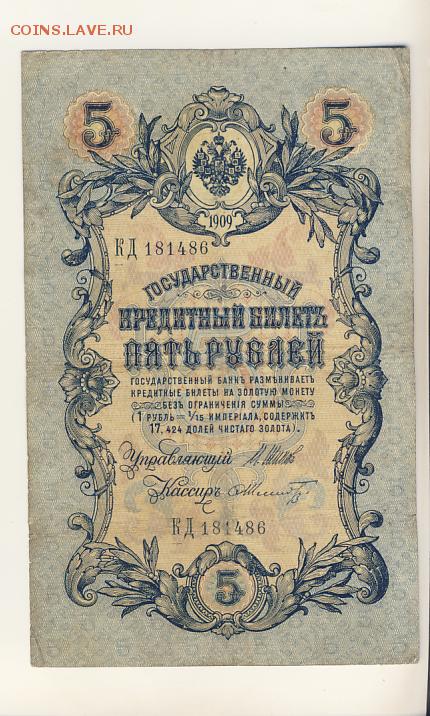 COINS.LAVE.RU
5 5
1909
КД 181486
ГОСУДАРСТВЕННЫЙ
КРЕДИТНЫЙ БИЛЕТЪ
ПЯТЬ РУБЛЕЙ
ГОСУДАРСТВЕННЫЙ БАНКЪ РАЗМѢНИВАЕТЪ
КРЕДИТНЫЕ БИЛЕТЫ НА ЗОЛОТУЮ МОНЕТУ
БЕЗЪ ОГРАНИЧЕНІЯ СУММЫ
(1 РУБЛЬ = 1/15 ИМПЕРІАЛА, СОДЕРЖИТЪ
17,424 ДОЛЕЙ ЧИСТАГО ЗОЛОТА).
Управляющій И. Шипов
Кассиръ
КД 181486
5